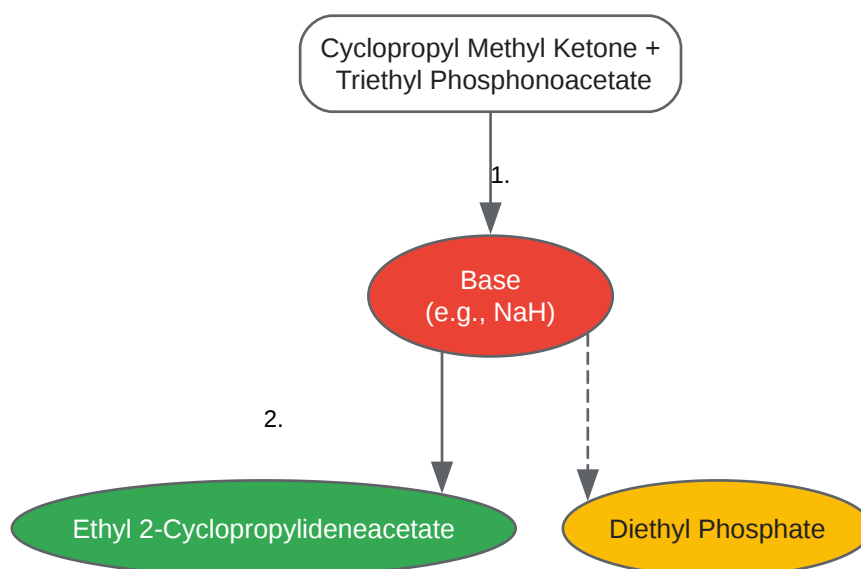 Cyclopropyl Methyl Ketone +
Triethyl Phosphonoacetate
1.
Base
(e.g., NaH)
2.
Ethyl 2-Cyclopropylideneacetate
Diethyl Phosphate